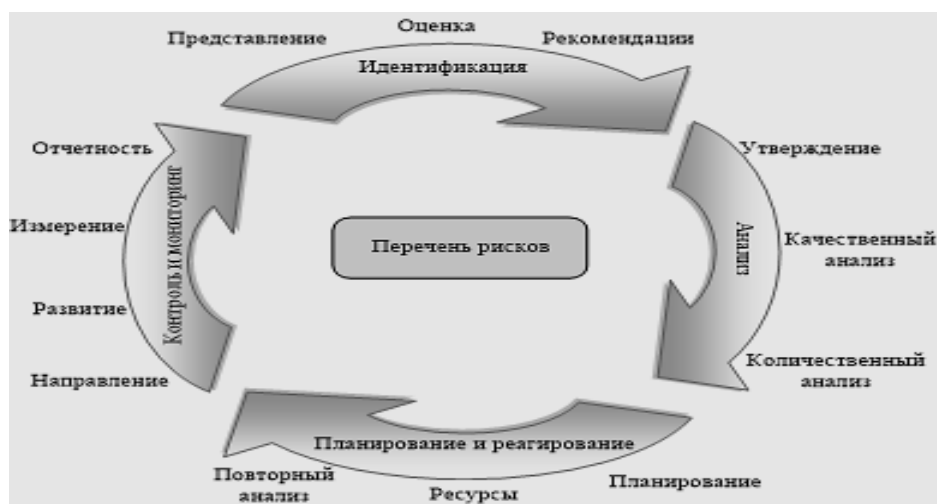 Представление
Оценка
Рекомендации
Идентификация
Утверждение
Качественный
анализ
Анализ
Количественный
анализ
Планирование
Ресурсы
Повторный
анализ
Планирование и реагирование
Направление
Развитие
Измерение
Отчетность
Контроль и мониторинг
Перечень рисков